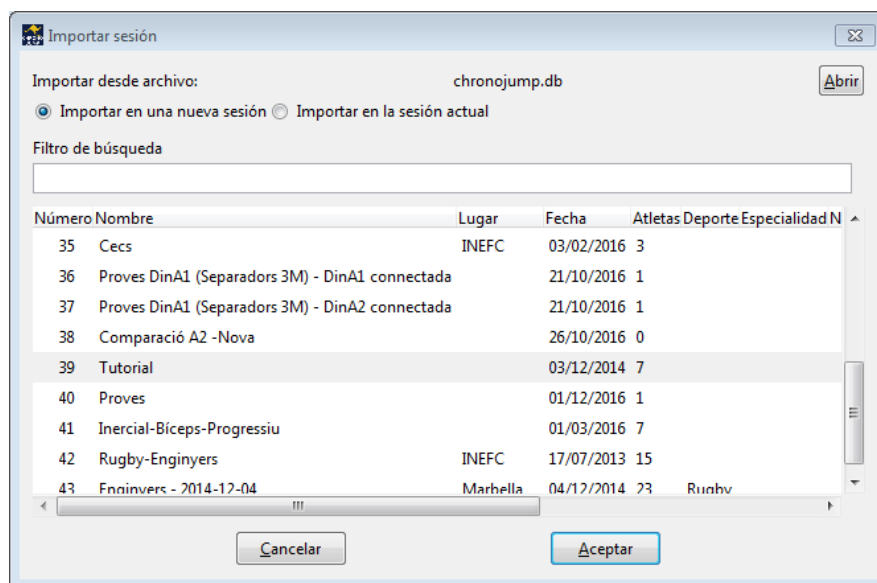 Importar sesión
Importar desde archivo: chronojump.db Abrir
Importar en una nueva sesión Importar en la sesión actual
Filtro de búsqueda
Número Nombre Lugar Fecha Atletas Deporte Especialidad N
35 Cecs INEFC 03/02/2016 3
36 Proves DinA1 (Separadors 3M) - DinA1 connectada 21/10/2016 1
37 Proves DinA1 (Separadors 3M) - DinA2 connectada 21/10/2016 1
38 Comparació A2 -Nova 26/10/2016 0
39 Tutorial 03/12/2014 7
40 Proves 01/12/2016 1
41 Inercial-Bíceps-Progressiu 01/03/2016 7
42 Rugby-Enginyers INEFC 17/07/2013 15
43 Enginyers - 2014-12-04 Marbella 04/12/2014 23 Rugby
Cancelar Aceptar